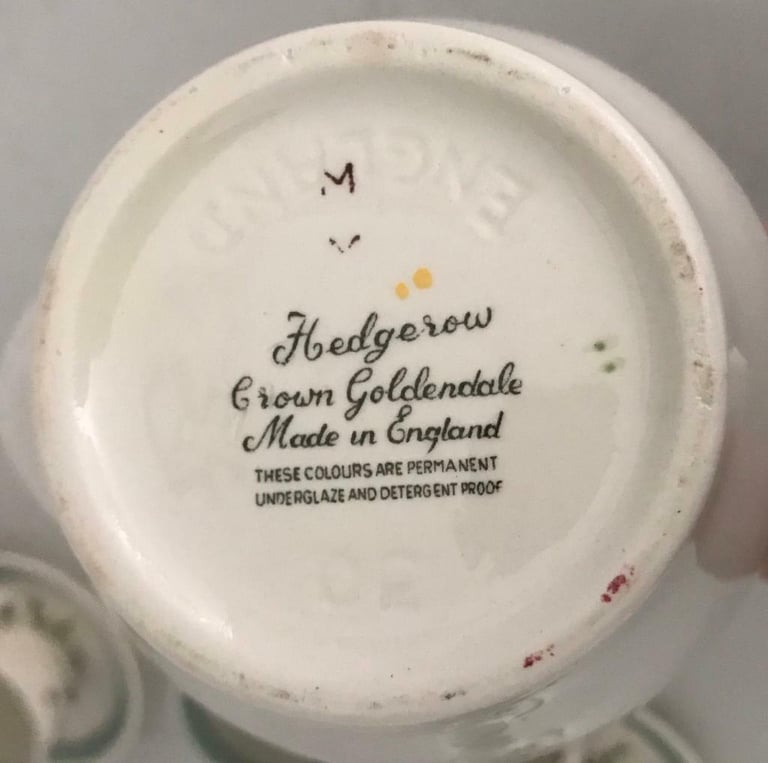 ENGLAND
M
Hedgerow
Crown Goldendale
Made in England
THESE COLOURS ARE PERMANENT
UNDERGLAZE AND DETERGENT PROOF